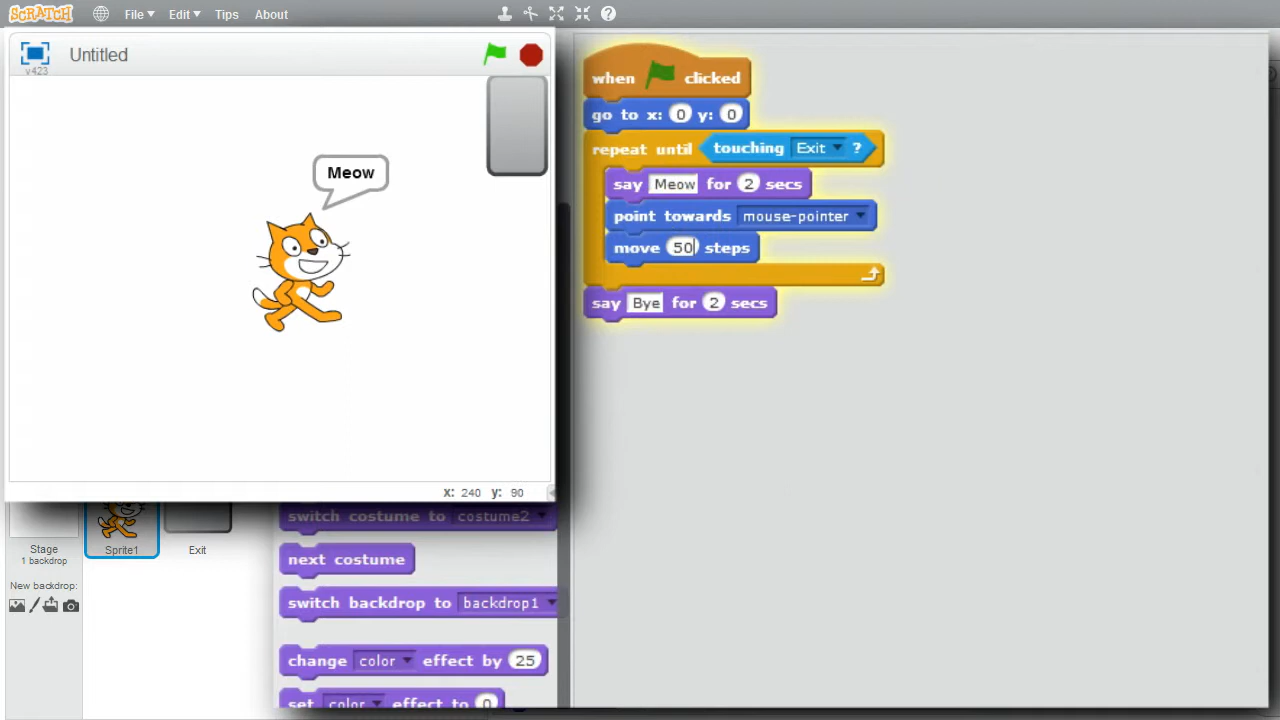 SCRATCH File Edit Tips About
v423 Untitled
Meow
x: 240 y: 90
when clicked
go to x: 0 y: 0
repeat until touching Exit ?
say Meow for 2 secs
point towards mouse-pointer
move 50 steps
say Bye for 2 secs
Stage
1 backdrop
Sprite1
Exit
New backdrop:
switch costume to costume2
next costume
switch backdrop to backdrop1
change color effect by 25
set color effect to 0